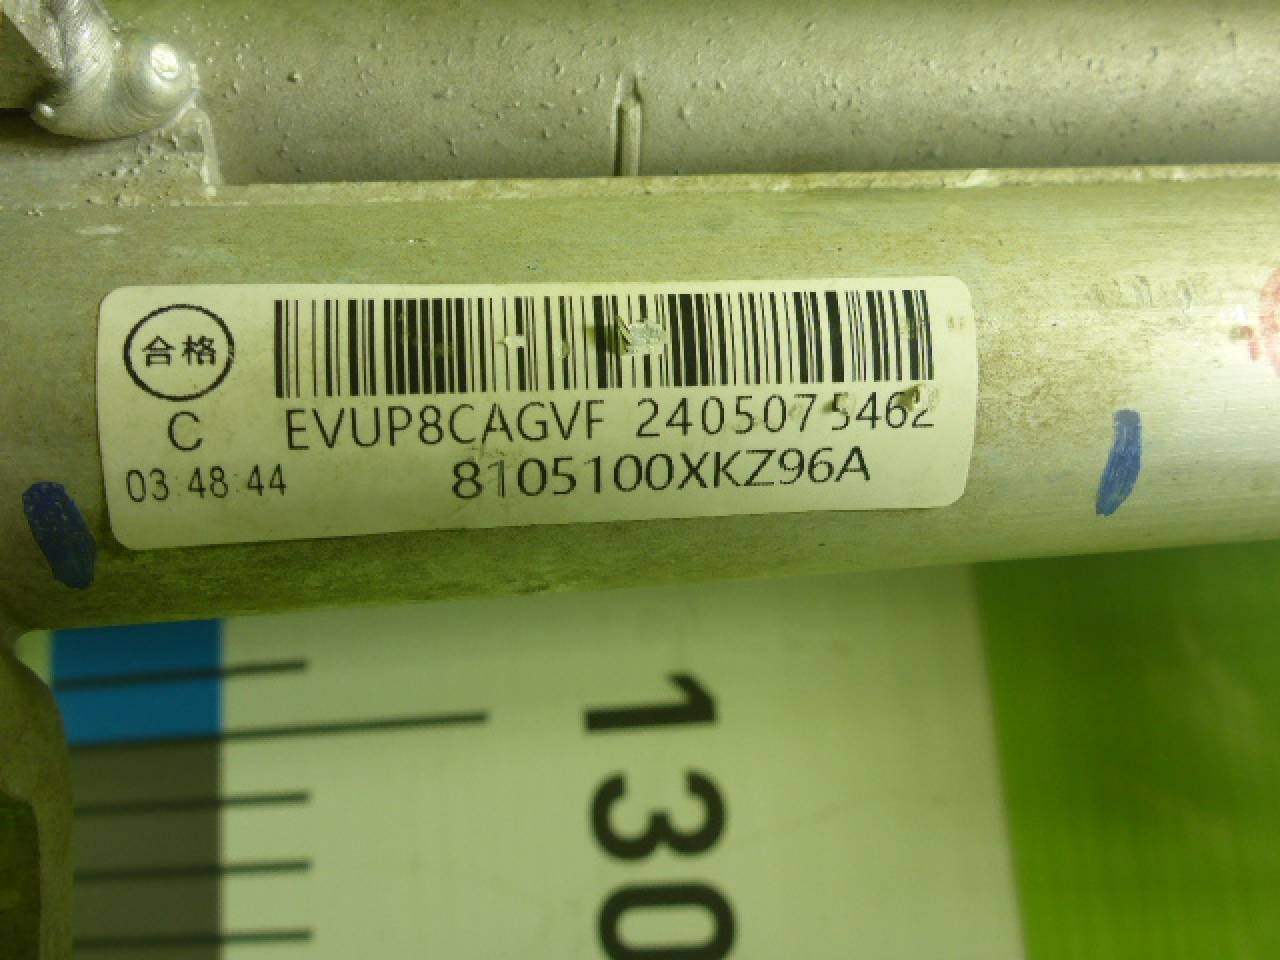 合格
C
03:48:44
EVUP8CAGVF 2405075462
8105100XKZ96A
130